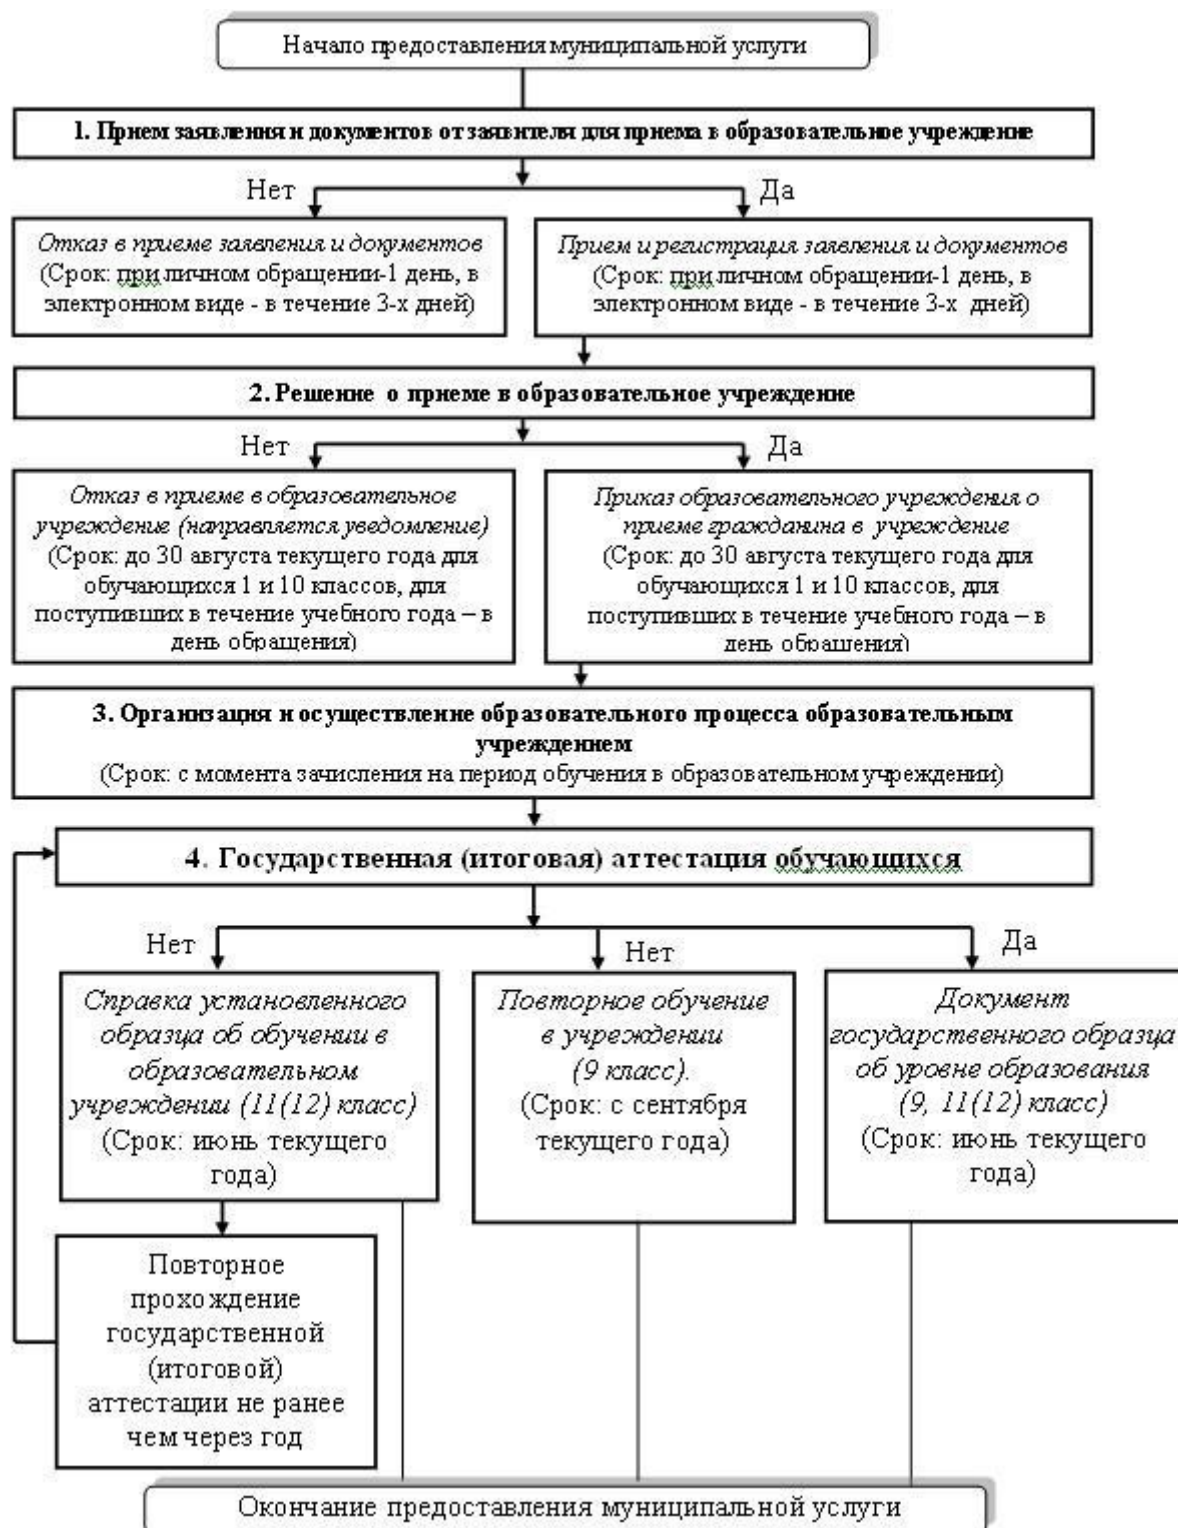 Начало предоставления муниципальной услуги
1. Прием заявления и документов от заявителя для приема в образовательное учреждение
Нет
Да
Отказ в приеме заявления и документов
(Срок: при личном обращении-1 день, в
электронном виде - в течение 3-х дней)
Прием и регистрация заявления и документов
(Срок: при личном обращении-1 день, в
электронном виде - в течение 3-х дней)
2. Решение о приеме в образовательное учреждение
Нет
Да
Отказ в приеме в образовательное
учреждение (направляется уведомление)
(Срок: до 30 августа текущего года для
обучающихся 1 и 10 классов, для
поступивших в течение учебного года – в
день обращения)
Приказ образовательного учреждения о
приеме гражданина в учреждение
(Срок: до 30 августа текущего года для
обучающихся 1 и 10 классов, для
поступивших в течение учебного года – в
день обращения)
3. Организация и осуществление образовательного процесса образовательным
учреждением
(Срок: с момента зачисления на период обучения в образовательном учреждении)
4. Государственная (итоговая) аттестация обучающихся
Нет
Нет
Да
Справка установленного
образца об обучении в
образовательном
учреждении (11(12) класс)
(Срок: июнь текущего
года)
Повторное обучение
в учреждении
(9 класс).
(Срок: с сентября
текущего года)
Документ
государственного образца
об уровне образования
(9, 11(12) класс)
(Срок: июнь текущего
года)
Повторное
прохождение
государственной
(итоговой)
аттестации не ранее
чем через год
Окончание предоставления муниципальной услуги